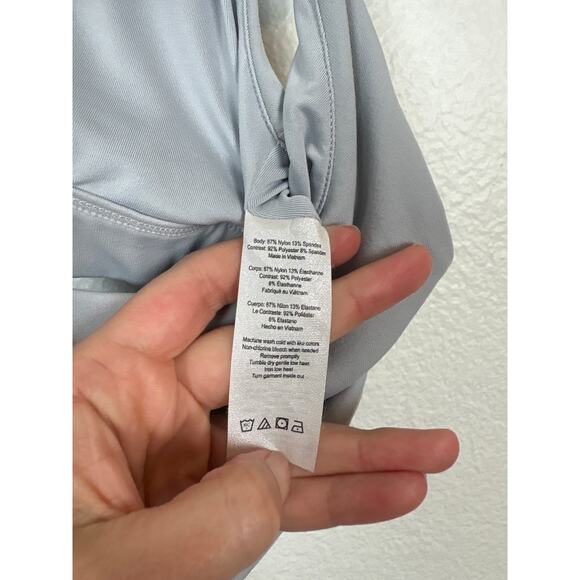 Body: 87% Nylon 13% Spandex
Contrast: 92% Polyester 8% Spandex
Made in Vietnam
Corps: 87% Nylon 13% Élasthanne
Contrast: 92% Polyester
8% Élasthanne
Fabriqué au Viêtnam
Cuerpo: 87% Nilon 13% Elastano
Le Contraste: 92% Poliéster
8% Elastano
Hecho en Vietnam
Machine wash cold with like colors
Non-chlorine bleach when needed
Remove promptly
Tumble dry gentle low heat
Iron low heat
Turn garment inside out